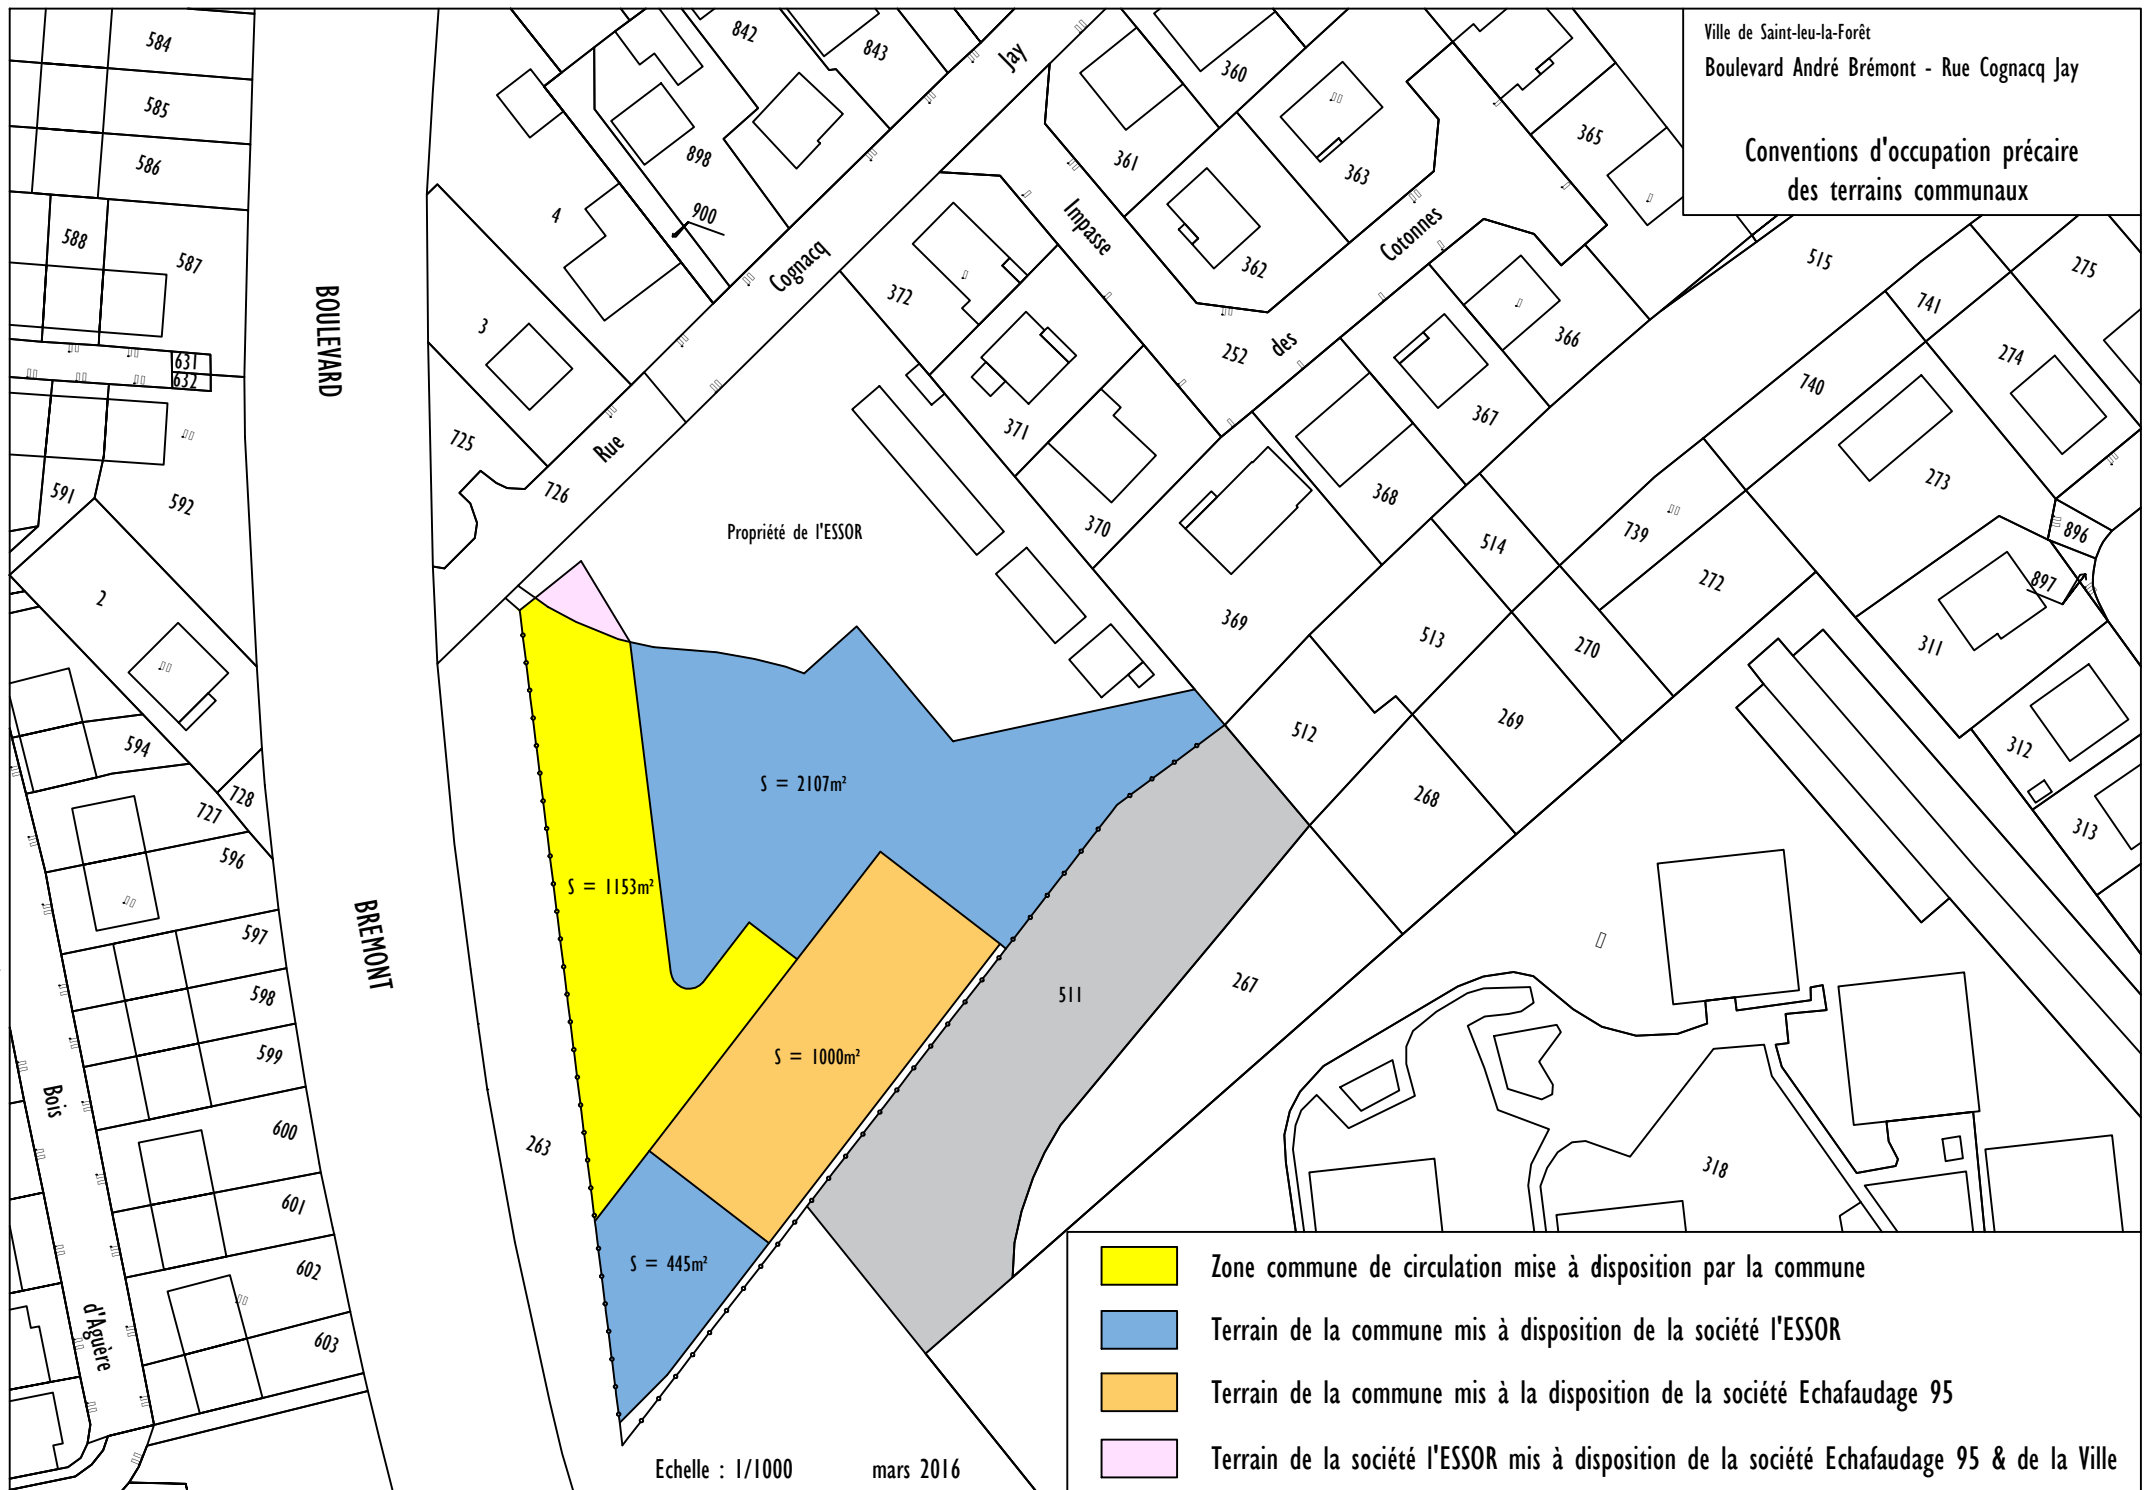 Ville de Saint-leu-la-Forêt
Boulevard André Brémont - Rue Cognacq Jay
Conventions d'occupation précaire
des terrains communaux
584
585
586
588
587
631
632
591
592
2
594
728
727
596
597
598
599
600
601
602
603
Bois
d'Aguère
BOULEVARD
BREMONT
842
843
898
900
4
3
725
726
Rue
Cognacq
Jay
360
361
362
363
365
Impasse
des
Cotonnes
252
372
371
370
369
368
367
366
515
741
275
274
740
273
739
272
514
513
270
269
512
268
267
896
897
311
312
313
318
Propriété de l'ESSOR
S = 2107m²
S = 1153m²
S = 1000m²
S = 445m²
511
263
Echelle : 1/1000
mars 2016
Zone commune de circulation mise à disposition par la commune
Terrain de la commune mis à disposition de la société l'ESSOR
Terrain de la commune mis à la disposition de la société Echafaudage 95
Terrain de la société l'ESSOR mis à disposition de la société Echafaudage 95 & de la Ville